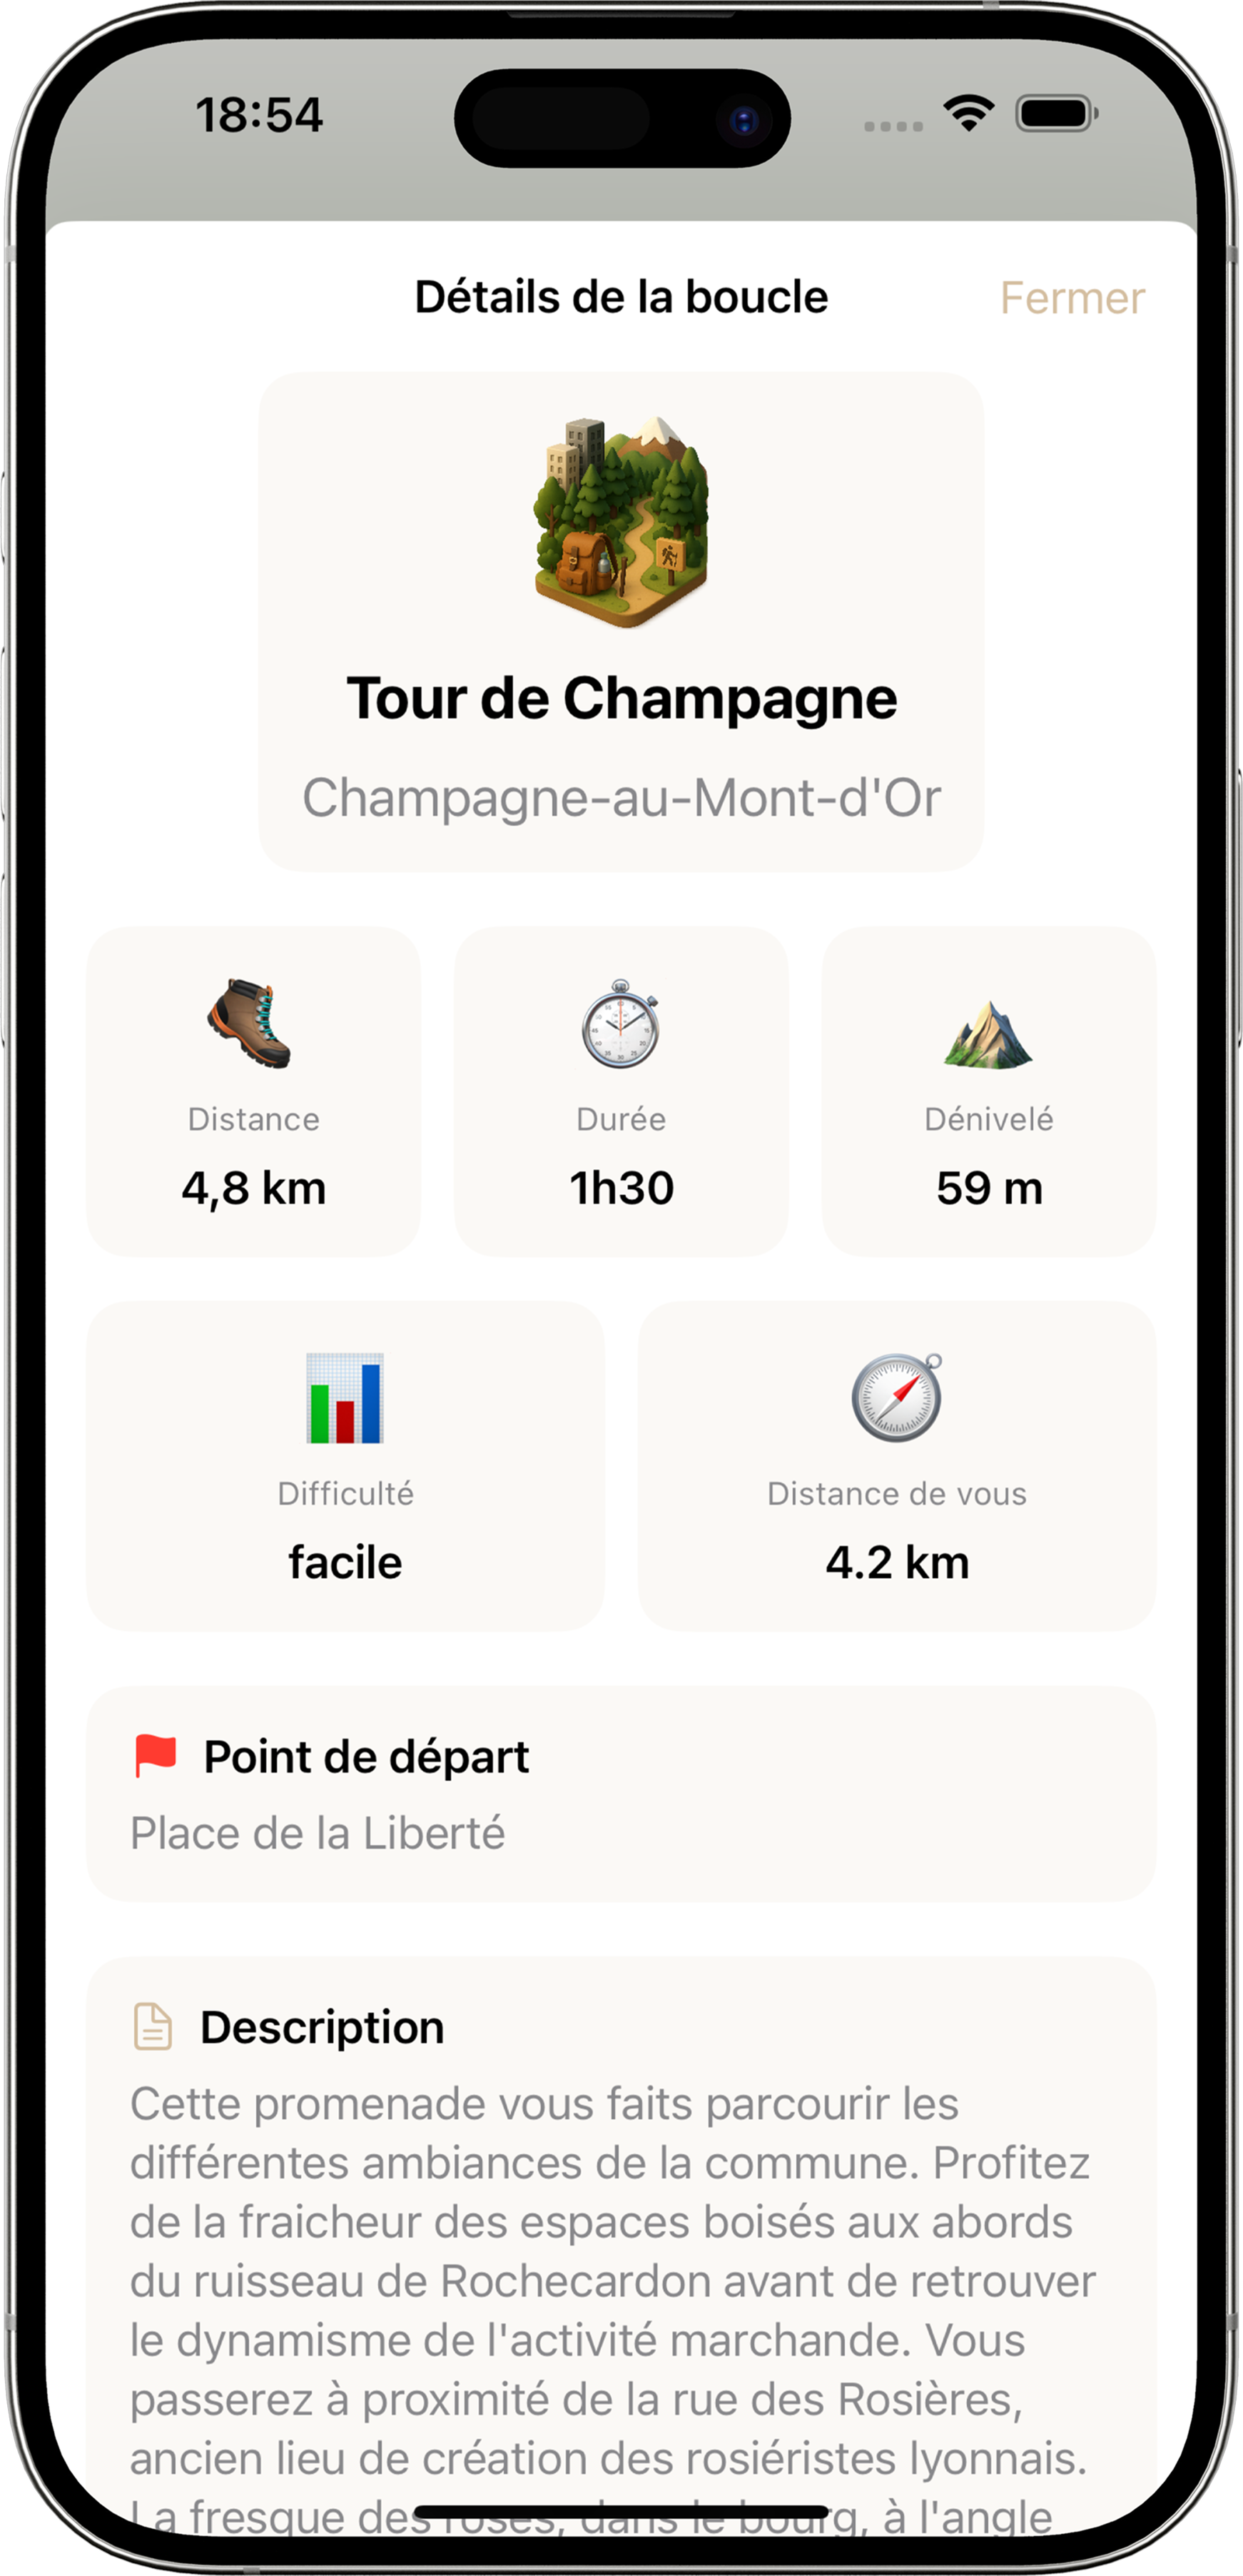 18:54
Détails de la boucle
Fermer
Tour de Champagne
Champagne-au-Mont-d'Or
Distance
4,8 km
Durée
1h30
Dénivelé
59 m
Difficulté
facile
Distance de vous
4.2 km
Point de départ
Place de la Liberté
Description
Cette promenade vous faits parcourir les
différentes ambiances de la commune. Profitez
de la fraicheur des espaces boisés aux abords
du ruisseau de Rochecardon avant de retrouver
le dynamisme de l'activité marchande. Vous
passerez à proximité de la rue des Rosières,
ancien lieu de création des rosiéristes lyonnais.
La fresque des roses, dans le bourg, à l'angle